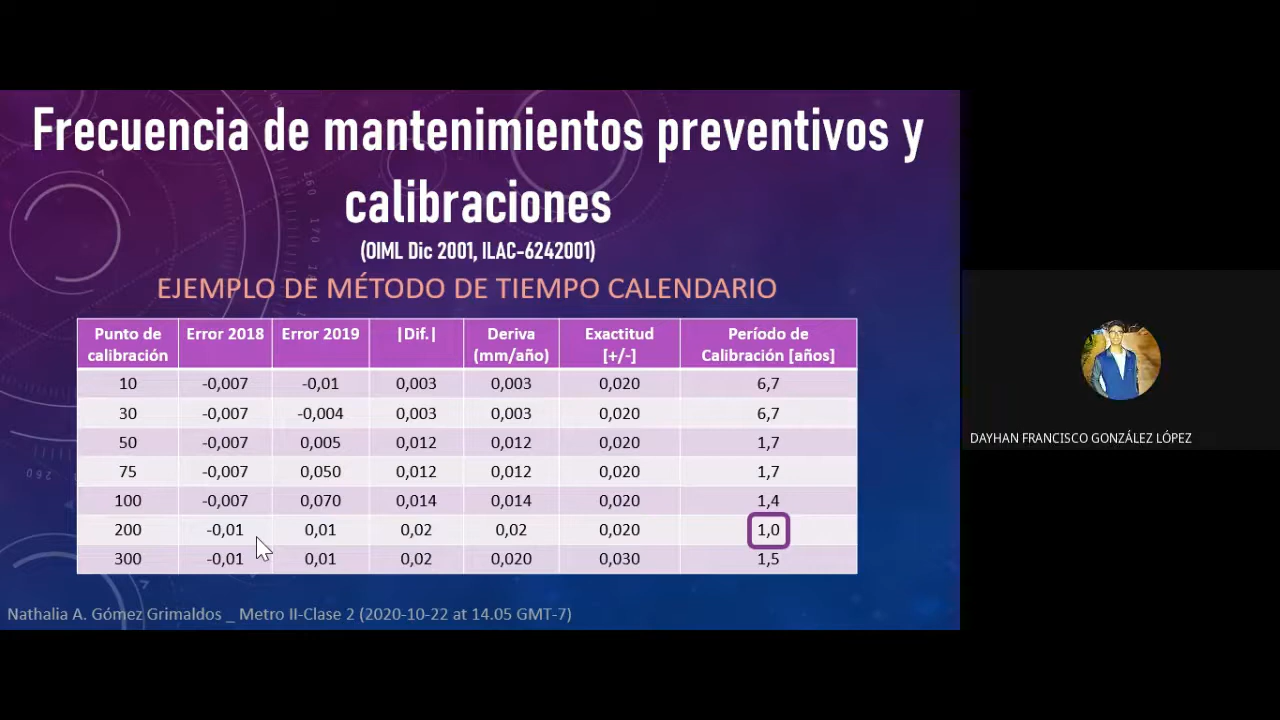 Frecuencia de mantenimientos preventivos y
calibraciones
(OIML Dic 2001, ILAC-6242001)
EJEMPLO DE MÉTODO DE TIEMPO CALENDARIO
Punto de calibración Error 2018 Error 2019 |Dif.| Deriva (mm/año) Exactitud [+/-] Período de Calibración [años]
10 -0,007 -0,01 0,003 0,003 0,020 6,7
30 -0,007 -0,004 0,003 0,003 0,020 6,7
50 -0,007 0,005 0,012 0,012 0,020 1,7
75 -0,007 0,050 0,012 0,012 0,020 1,7
100 -0,007 0,070 0,014 0,014 0,020 1,4
200 -0,01 0,01 0,02 0,02 0,020 1,0
300 -0,01 0,01 0,02 0,020 0,030 1,5
Nathalia A. Gómez Grimaldos _ Metro II-Clase 2 (2020-10-22 at 14.05 GMT-7)
DAYHAN FRANCISCO GONZÁLEZ LÓPEZ
160
170
260